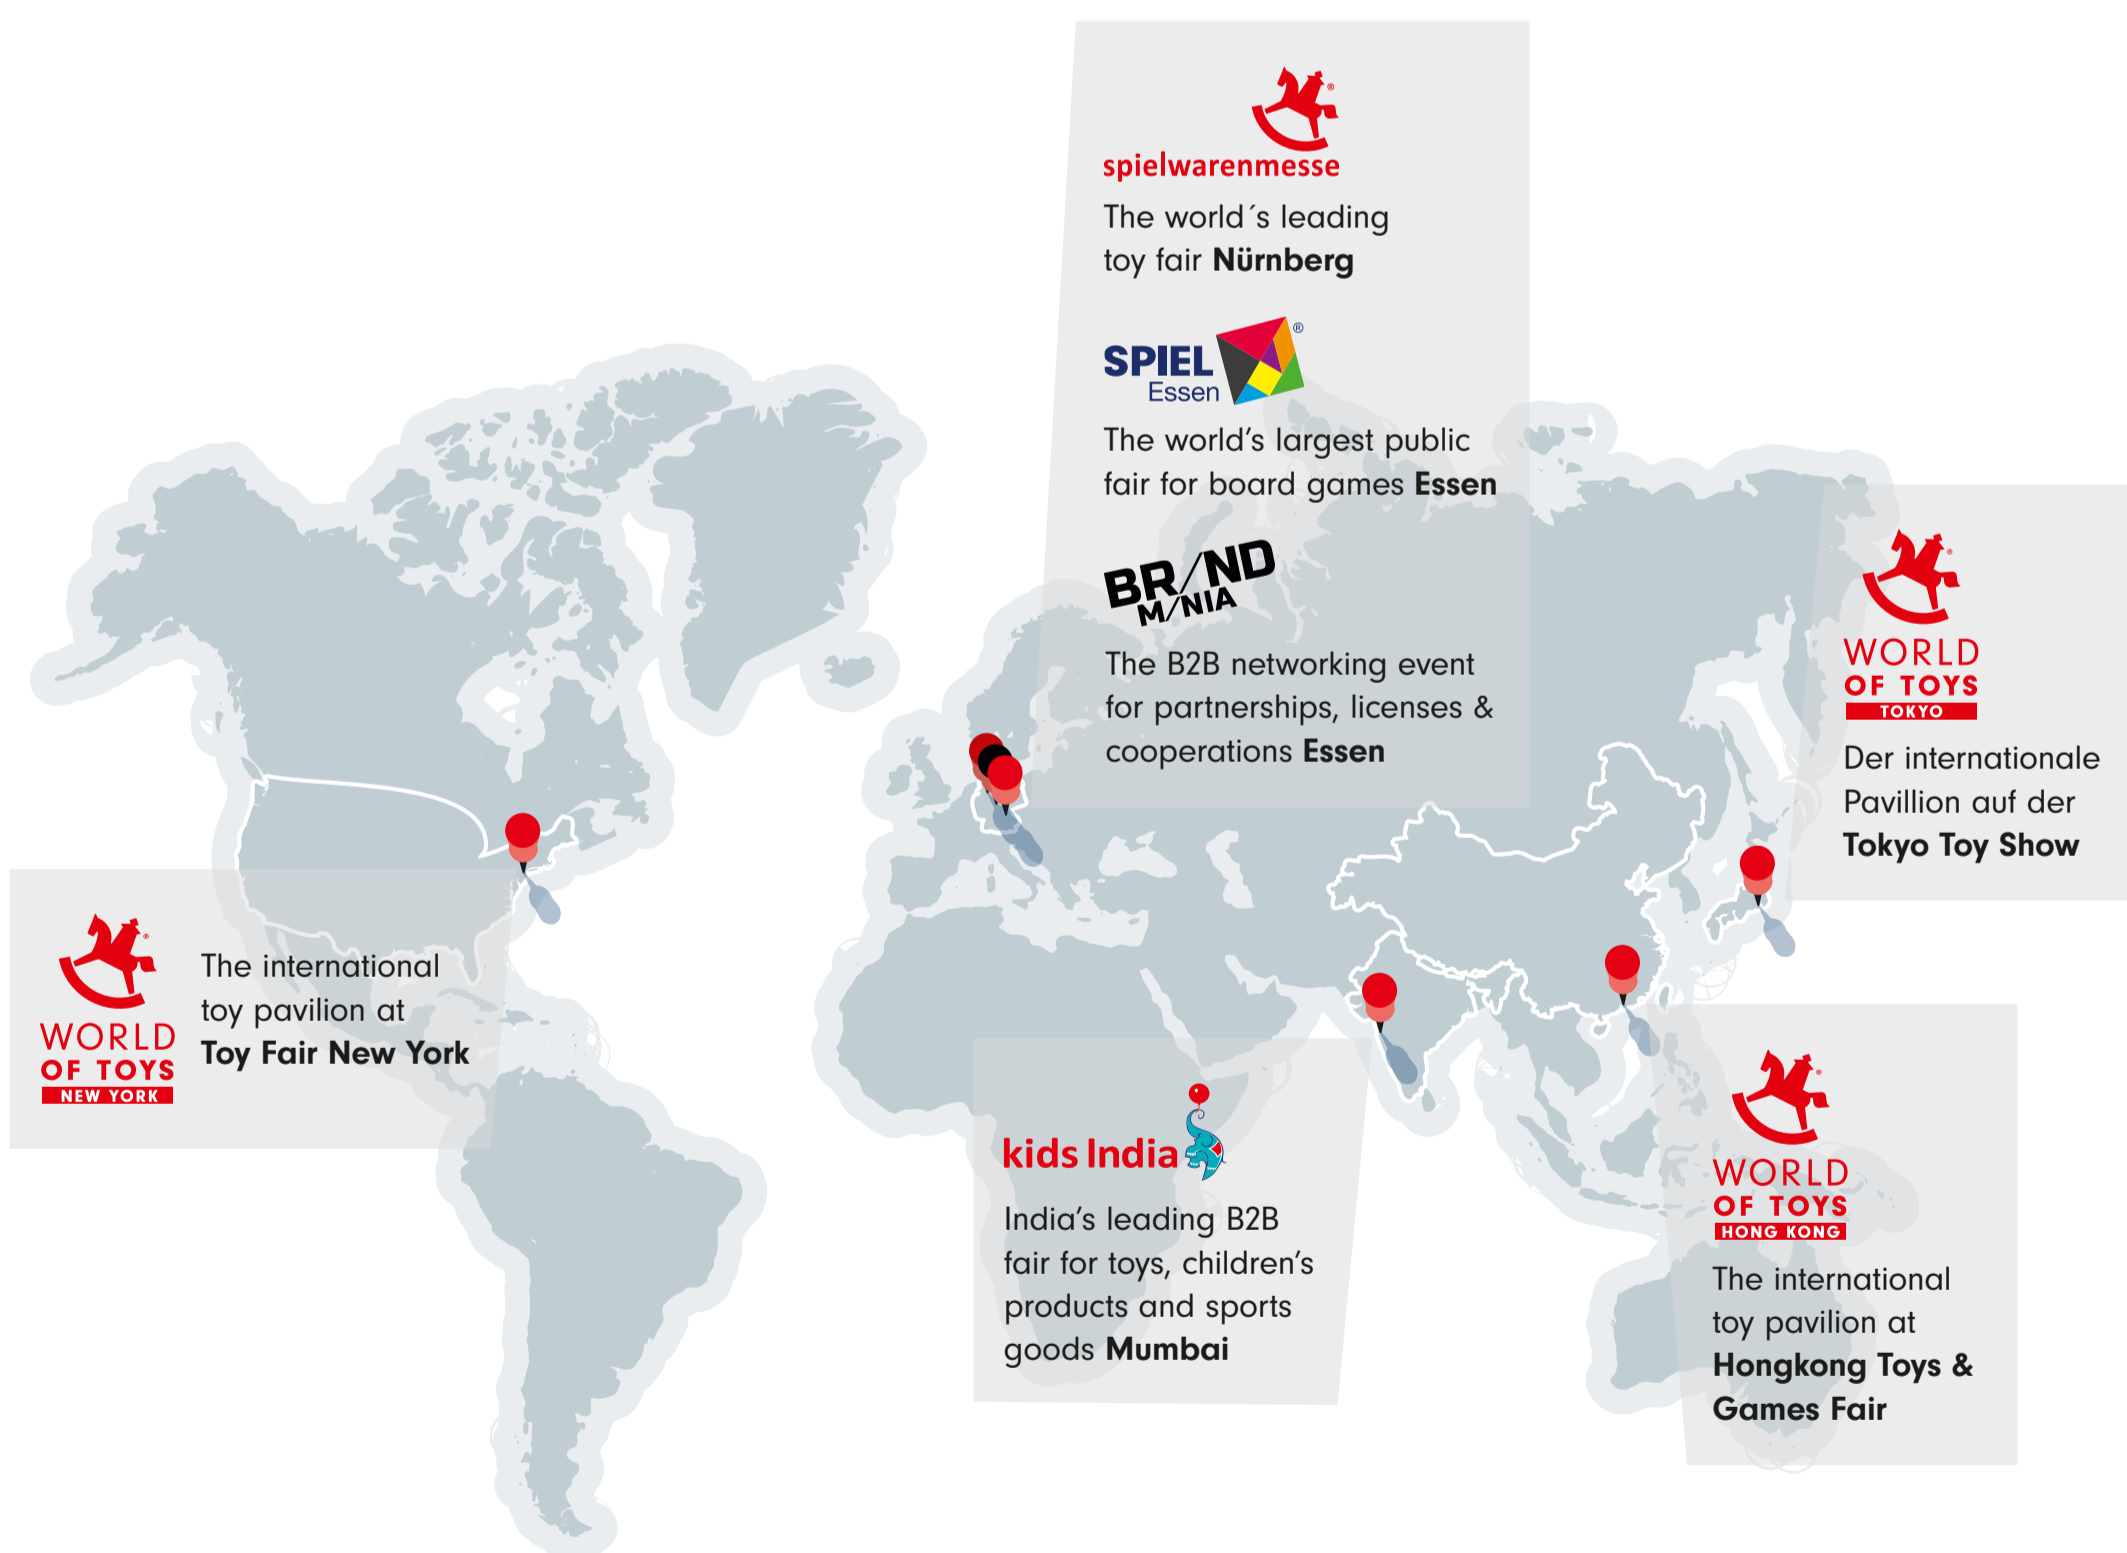 spielwarenmesse
The world´s leading
toy fair Nürnberg
SPIEL
Essen
The world's largest public
fair for board games Essen
BRAND
MANIA
The B2B networking event
for partnerships, licenses &
cooperations Essen
WORLD
OF TOYS
TOKYO
Der internationale
Pavillion auf der
Tokyo Toy Show
WORLD
OF TOYS
NEW YORK
The international
toy pavilion at
Toy Fair New York
kids India
India's leading B2B
fair for toys, children's
products and sports
goods Mumbai
WORLD
OF TOYS
HONG KONG
The international
toy pavilion at
Hongkong Toys &
Games Fair